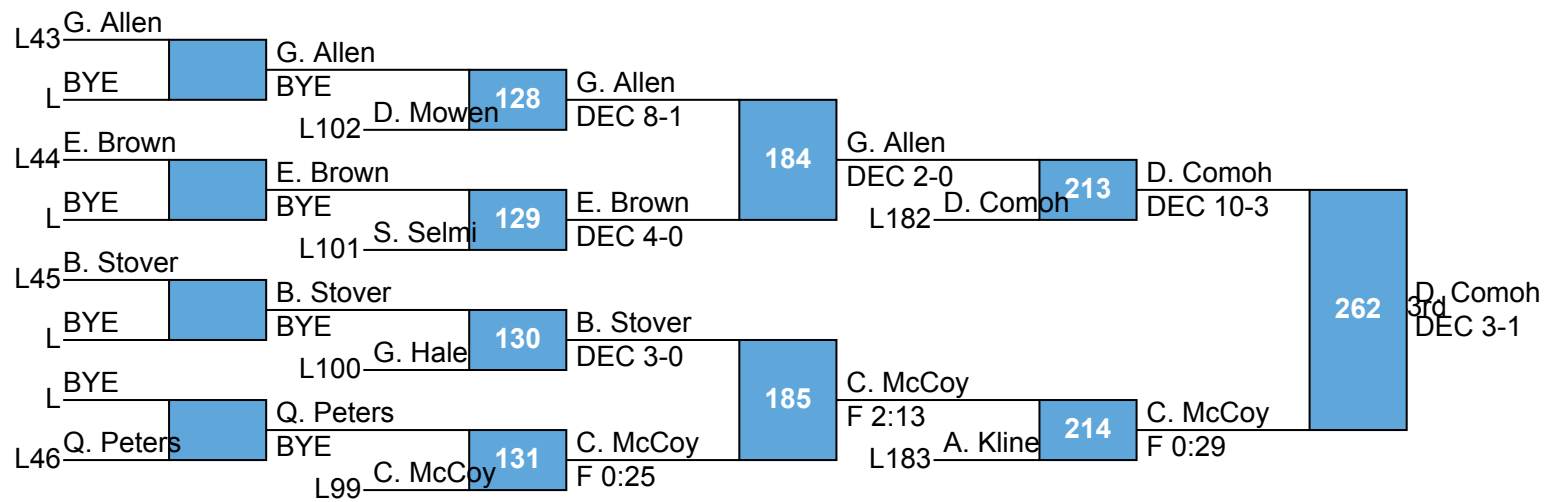 G. Allen
L43
BYE
L
G. Allen
BYE
D. Mowen
L102
128
G. Allen
DEC 8-1
E. Brown
L44
BYE
L
E. Brown
BYE
S. Selmi
L101
129
E. Brown
DEC 4-0
184
G. Allen
DEC 2-0
D. Comoh
L182
213
D. Comoh
DEC 10-3
B. Stover
L45
BYE
L
B. Stover
BYE
G. Hale
L100
130
B. Stover
DEC 3-0
BYE
L
Q. Peters
L46
Q. Peters
BYE
C. McCoy
L99
131
C. McCoy
F 0:25
185
C. McCoy
F 2:13
A. Kline
L183
214
C. McCoy
F 0:29
262
3rd
D. Comoh
DEC 3-1